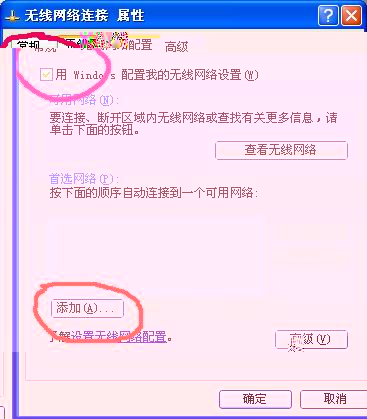 无线网络连接 属性
常规
配置
高级
用 Windows 配置我的无线网络设置(W)
可用网络(N):
要连接、断开区域内无线网络或查找有关更多信息,请
单击下面的按钮。
查看无线网络
首选网络(P):
按下面的顺序自动连接到一个可用网络:
添加(A)...
了解设置无线网络配置。
高级(V)
确定
取消